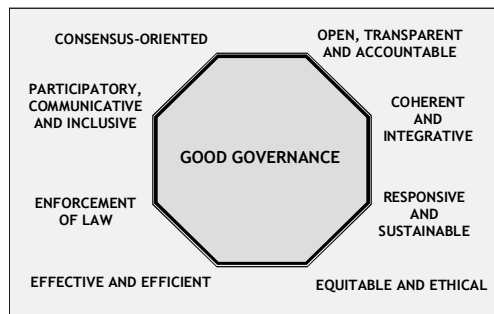 CONSENSUS-ORIENTED
OPEN, TRANSPARENT
AND ACCOUNTABLE
PARTICIPATORY,
COMMUNICATIVE
AND INCLUSIVE
COHERENT
AND
INTEGRATIVE
GOOD GOVERNANCE
ENFORCEMENT
OF LAW
RESPONSIVE
AND
SUSTAINABLE
EFFECTIVE AND EFFICIENT
EQUITABLE AND ETHICAL